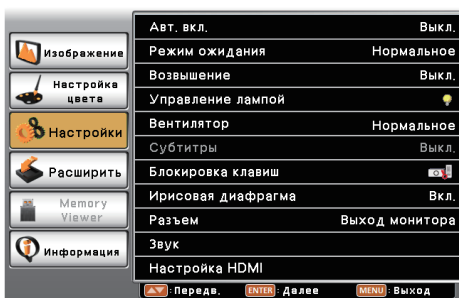 Изображение
Настройка
цвета
Настройки
Расширить
Memory
Viewer
Информация
Авт. вкл. Выкл.
Режим ожидания Нормальное
Возвышение Выкл.
Управление лампой
Вентилятор Нормальное
Субтитры Выкл.
Блокировка клавиш
Ирисовая диафрагма Вкл.
Разъем Выход монитора
Звук
Настройка HDMI
: Передв. ENTER : Далее MENU : Выход